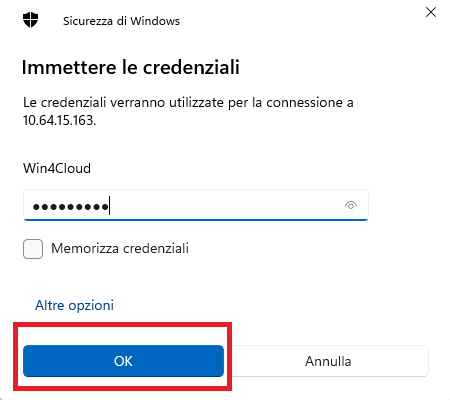 Sicurezza di Windows
Immettere le credenziali
Le credenziali verranno utilizzate per la connessione a
10.64.15.163.
Win4Cloud
●●●●●●●●●
Memorizza credenziali
Altre opzioni
OK
Annulla